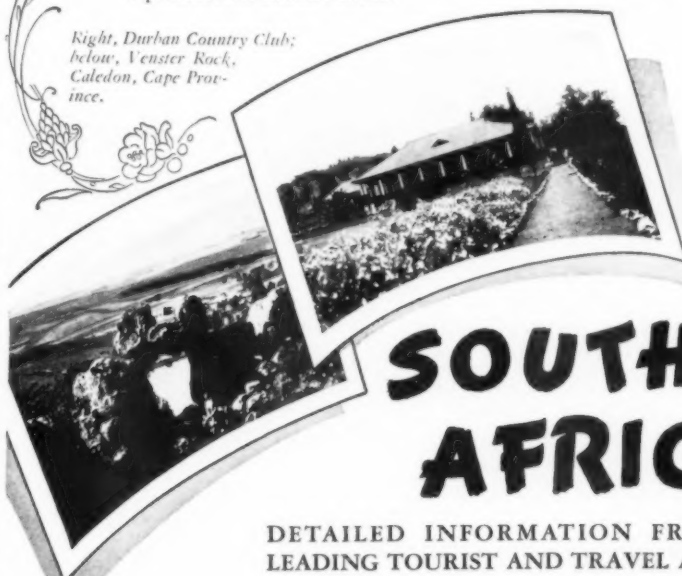 Right, Durban Country Club;
below, Venster Rock,
Caledon, Cape Prov-
ince.
SOUTH
AFRIC
DETAILED INFORMATION FR
LEADING TOURIST AND TRAVEL A